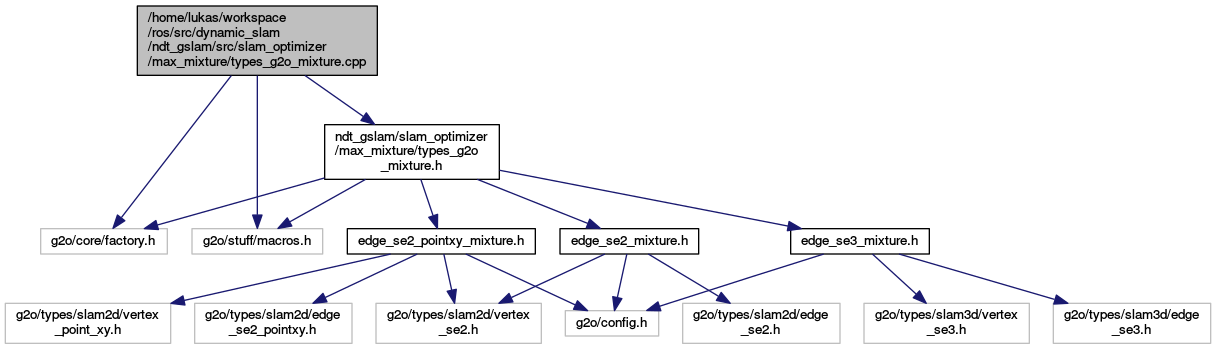 /home/lukas/workspace
/ros/src/dynamic_slam
/ndt_gslam/src/slam_optimizer
/max_mixture/types_g2o_mixture.cpp
ndt_gslam/slam_optimizer
/max_mixture/types_g2o
_mixture.h
g2o/core/factory.h
g2o/stuff/macros.h
edge_se2_pointxy_mixture.h
edge_se2_mixture.h
edge_se3_mixture.h
g2o/types/slam2d/vertex
_point_xy.h
g2o/types/slam2d/edge
_se2_pointxy.h
g2o/types/slam2d/vertex
_se2.h
g2o/config.h
g2o/types/slam2d/edge
_se2.h
g2o/types/slam3d/vertex
_se3.h
g2o/types/slam3d/edge
_se3.h